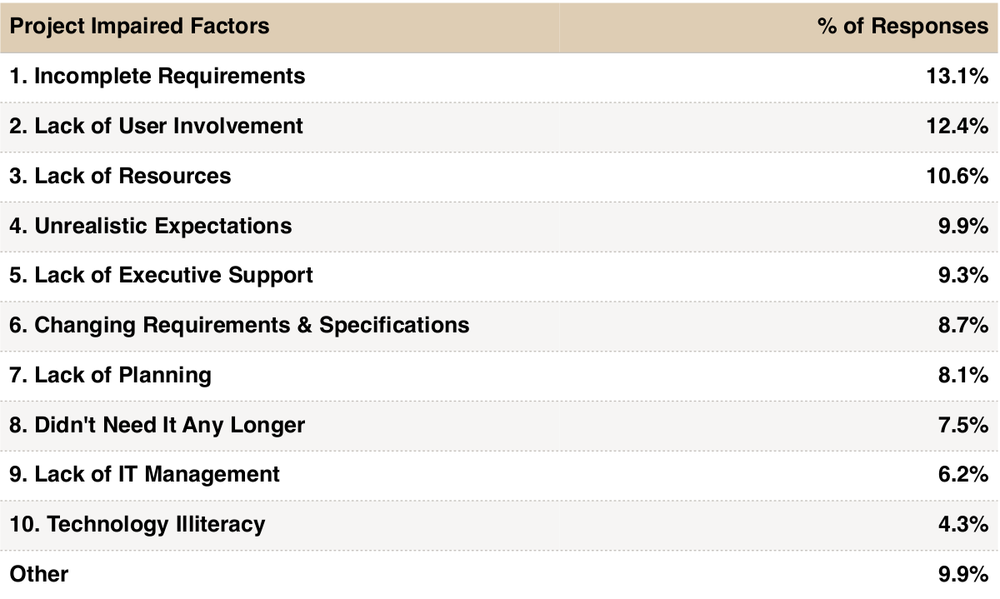 Project Impaired Factors % of Responses
1. Incomplete Requirements 13.1%
2. Lack of User Involvement 12.4%
3. Lack of Resources 10.6%
4. Unrealistic Expectations 9.9%
5. Lack of Executive Support 9.3%
6. Changing Requirements & Specifications 8.7%
7. Lack of Planning 8.1%
8. Didn't Need It Any Longer 7.5%
9. Lack of IT Management 6.2%
10. Technology Illiteracy 4.3%
Other 9.9%